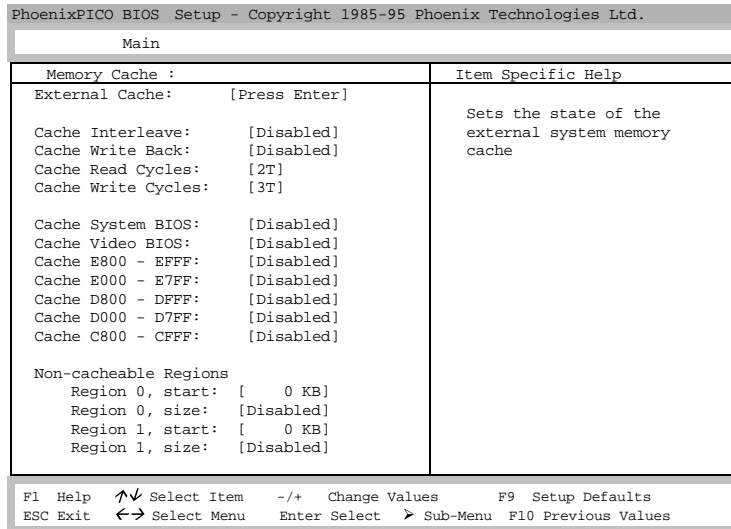 PhoenixPICO BIOS Setup - Copyright 1985-95 Phoenix Technologies Ltd.
Main
Memory Cache :
External Cache: [Press Enter]
Cache Interleave: [Disabled]
Cache Write Back: [Disabled]
Cache Read Cycles: [2T]
Cache Write Cycles: [3T]
Cache System BIOS: [Disabled]
Cache Video BIOS: [Disabled]
Cache E800 - EFFF: [Disabled]
Cache E000 - E7FF: [Disabled]
Cache D800 - DFFF: [Disabled]
Cache D000 - D7FF: [Disabled]
Cache C800 - CFFF: [Disabled]
Non-cacheable Regions
Region 0, start: [ 0 KB]
Region 0, size: [Disabled]
Region 1, start: [ 0 KB]
Region 1, size: [Disabled]
Item Specific Help
Sets the state of the
external system memory
cache
F1 Help ↑↓ Select Item -/+ Change Values F9 Setup Defaults
ESC Exit ←→ Select Menu Enter Select ➢ Sub-Menu F10 Previous Values